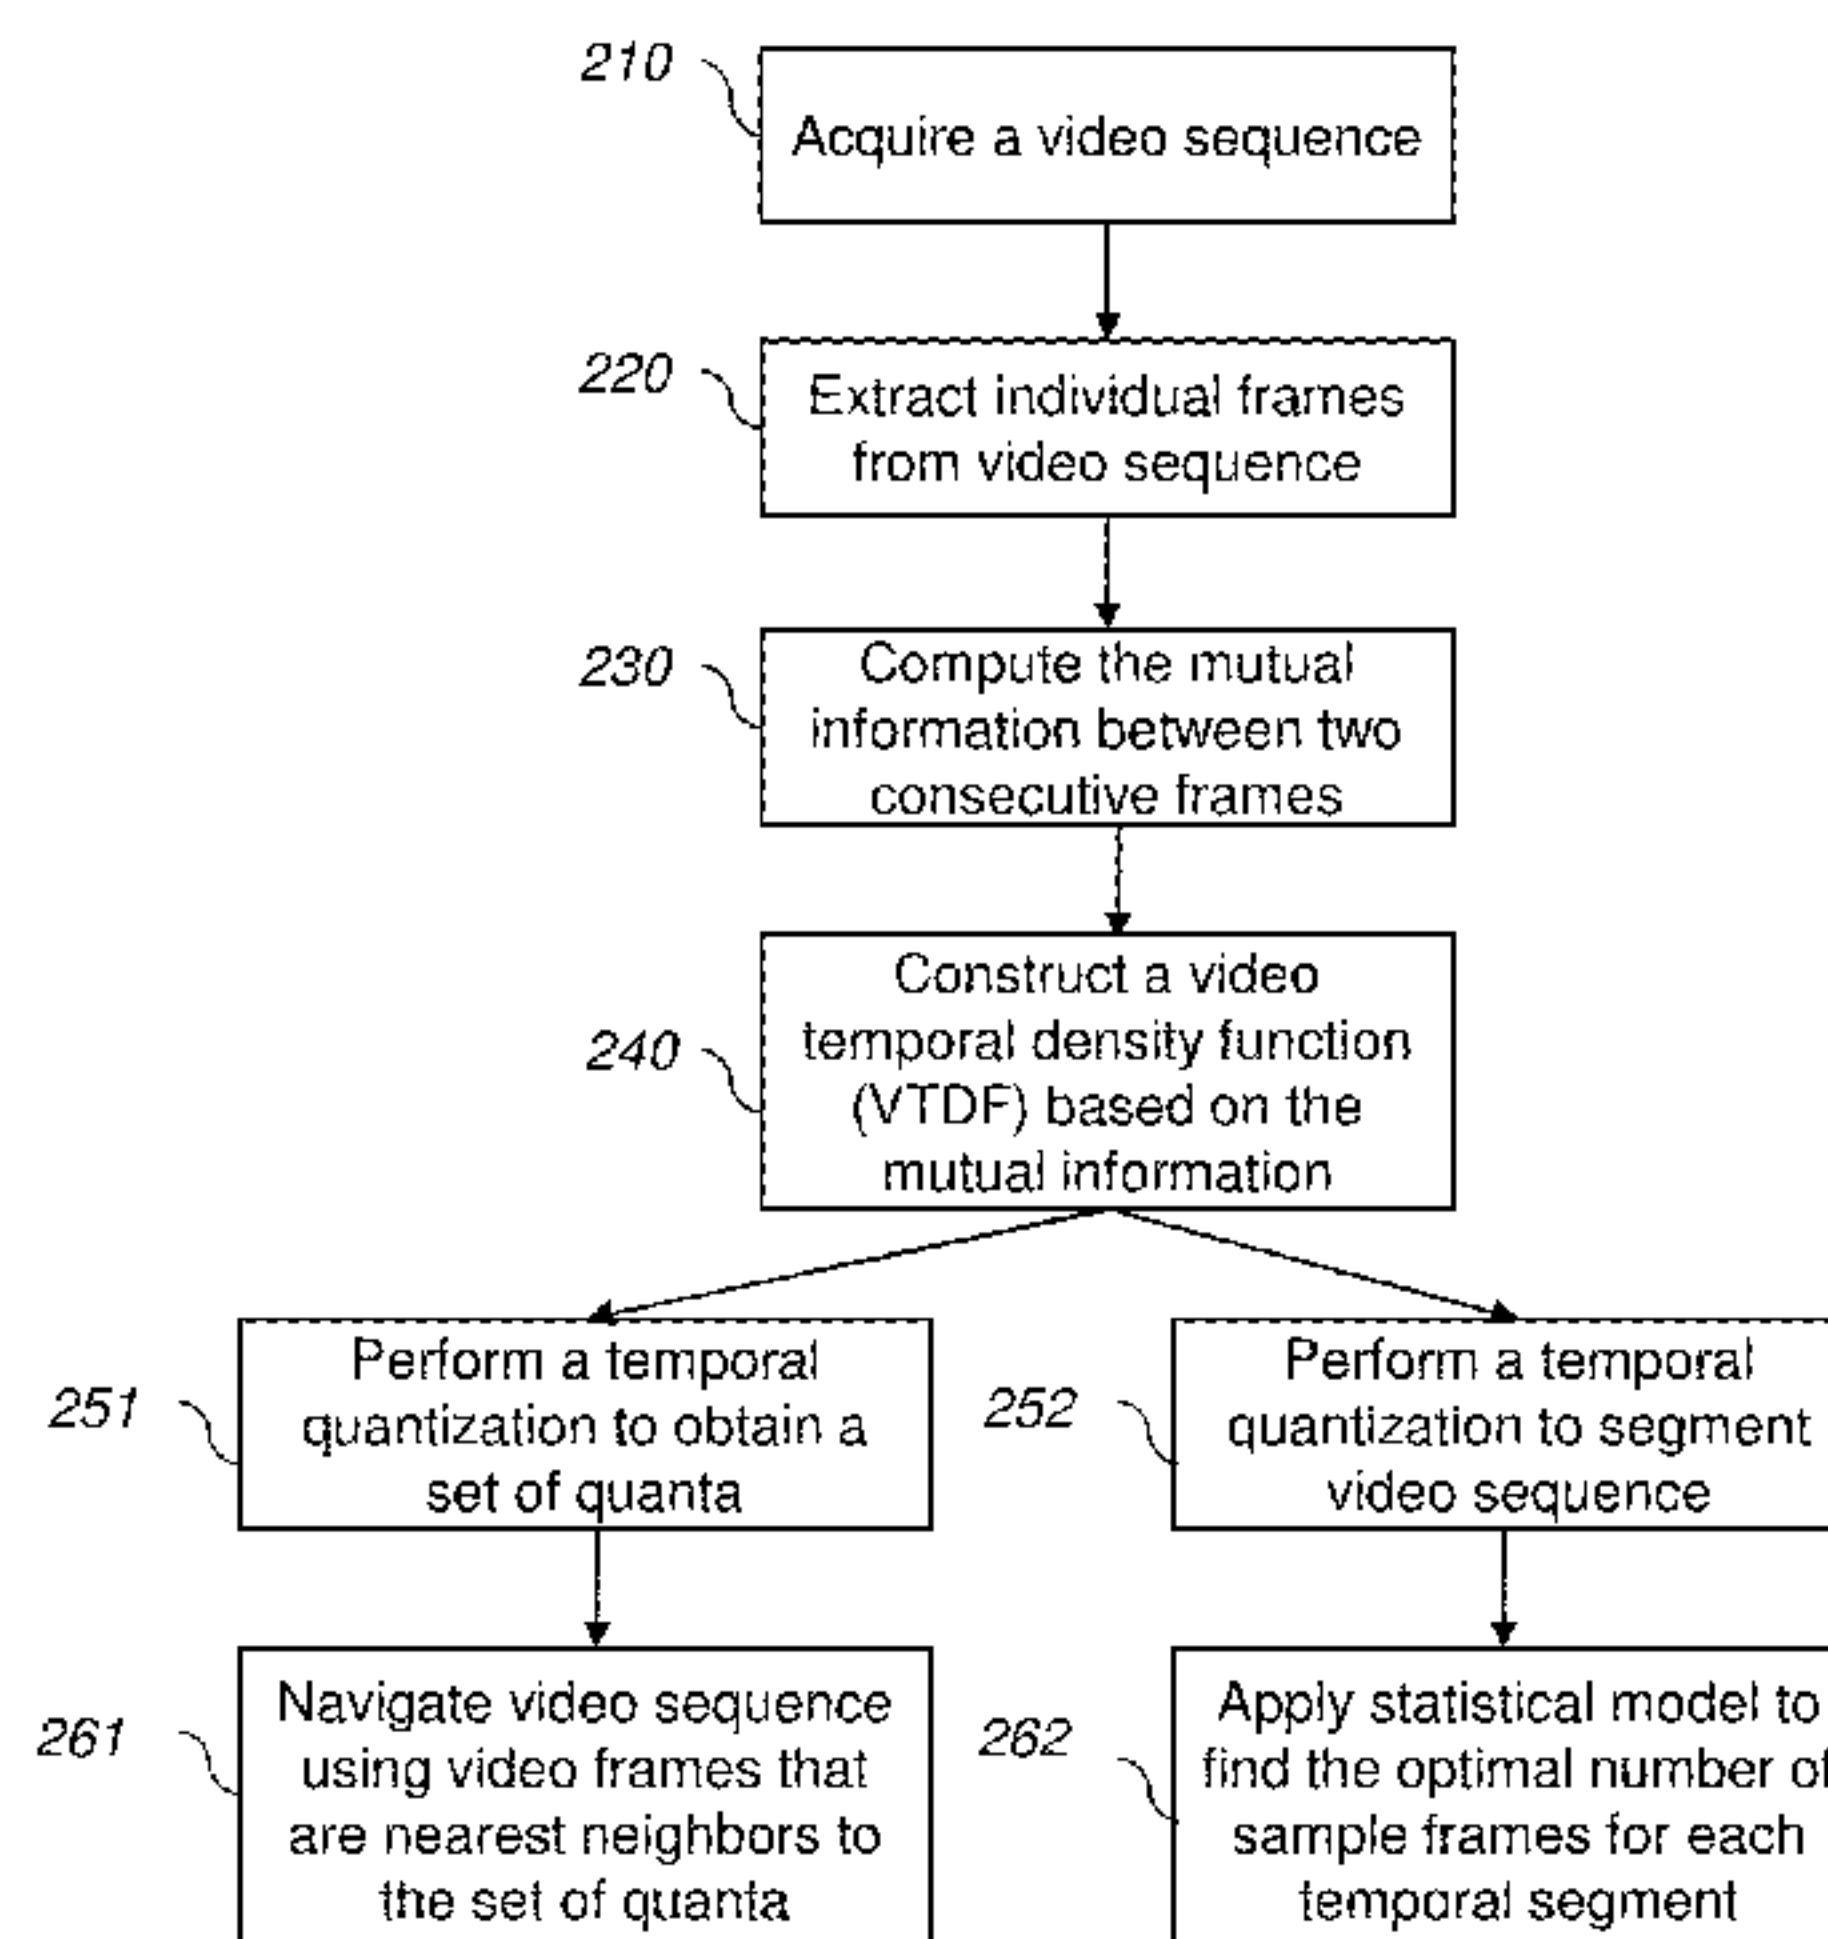 210
Acquire a video sequence
220
Extract individual frames
from video sequence
230
Compute the mutual
information between two
consecutive frames
240
Construct a video
temporal density function
(VTDF) based on the
mutual information
251
Perform a temporal
quantization to obtain a
set of quanta
252
Perform a temporal
quantization to segment
video sequence
261
Navigate video sequence
using video frames that
are nearest neighbors to
the set of quanta
262
Apply statistical model to
find the optimal number of
sample frames for each
temporal segment